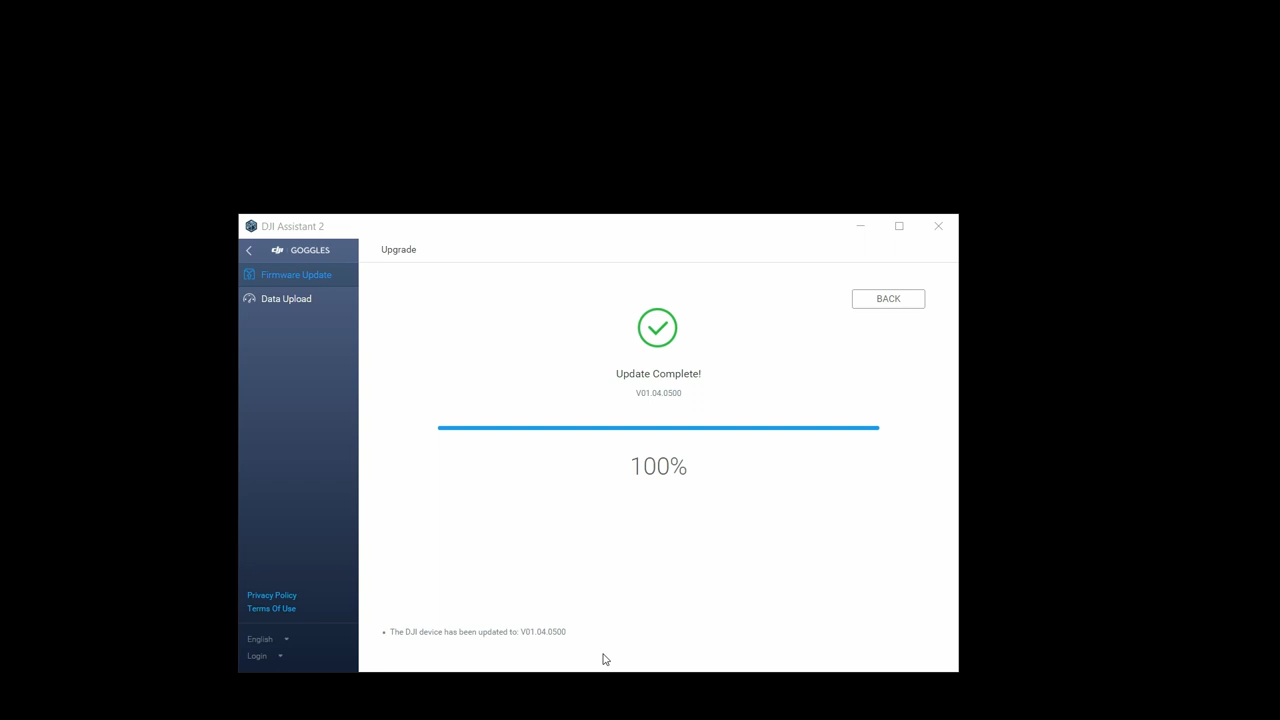 DJI Assistant 2
dji GOGGLES
Upgrade
Firmware Update
Data Upload
BACK
Update Complete!
V01.04.0500
100%
Privacy Policy
Terms Of Use
• The DJI device has been updated to: V01.04.0500
English
Login